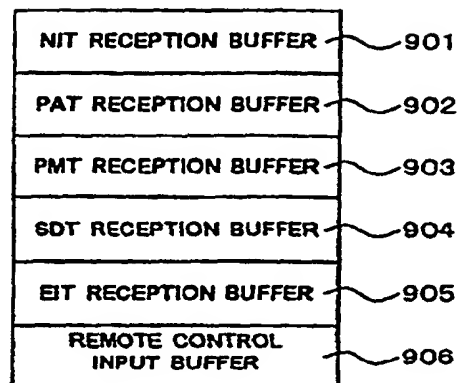 NIT RECEPTION BUFFER 901
PAT RECEPTION BUFFER 902
PMT RECEPTION BUFFER 903
SDT RECEPTION BUFFER 904
EIT RECEPTION BUFFER 905
REMOTE CONTROL
INPUT BUFFER 906